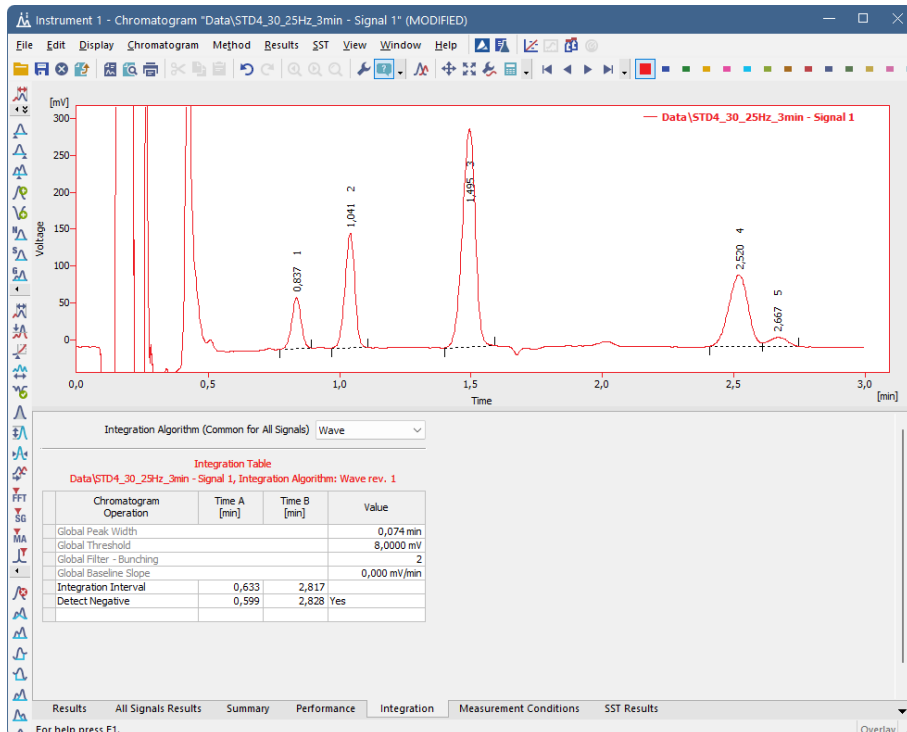 Instrument 1 - Chromatogram "Data\STD4_30_25Hz_3min - Signal 1" (MODIFIED)
File Edit Display Chromatogram Method Results SST View Window Help
[mV]
Data\STD4_30_25Hz_3min - Signal 1
300
250
200
150
100
50
0
Voltage
0,837 1
1,041 2
1,495 3
2,520 4
2,667 5
0,0 0,5 1,0 1,5 2,0 2,5 3,0
Time
[min]
N
S
G
FFT
SG
MA
Integration Algorithm (Common for All Signals) Wave
Integration Table
Data\STD4_30_25Hz_3min - Signal 1, Integration Algorithm: Wave rev. 1
Chromatogram Operation Time A [min] Time B [min] Value
Global Peak Width 0,074 min
Global Threshold 8,0000 mV
Global Filter - Bunching 2
Global Baseline Slope 0,000 mV/min
Integration Interval 0,633 2,817
Detect Negative 0,599 2,828 Yes
Results All Signals Results Summary Performance Integration Measurement Conditions SST Results
For help press F1. Overlay